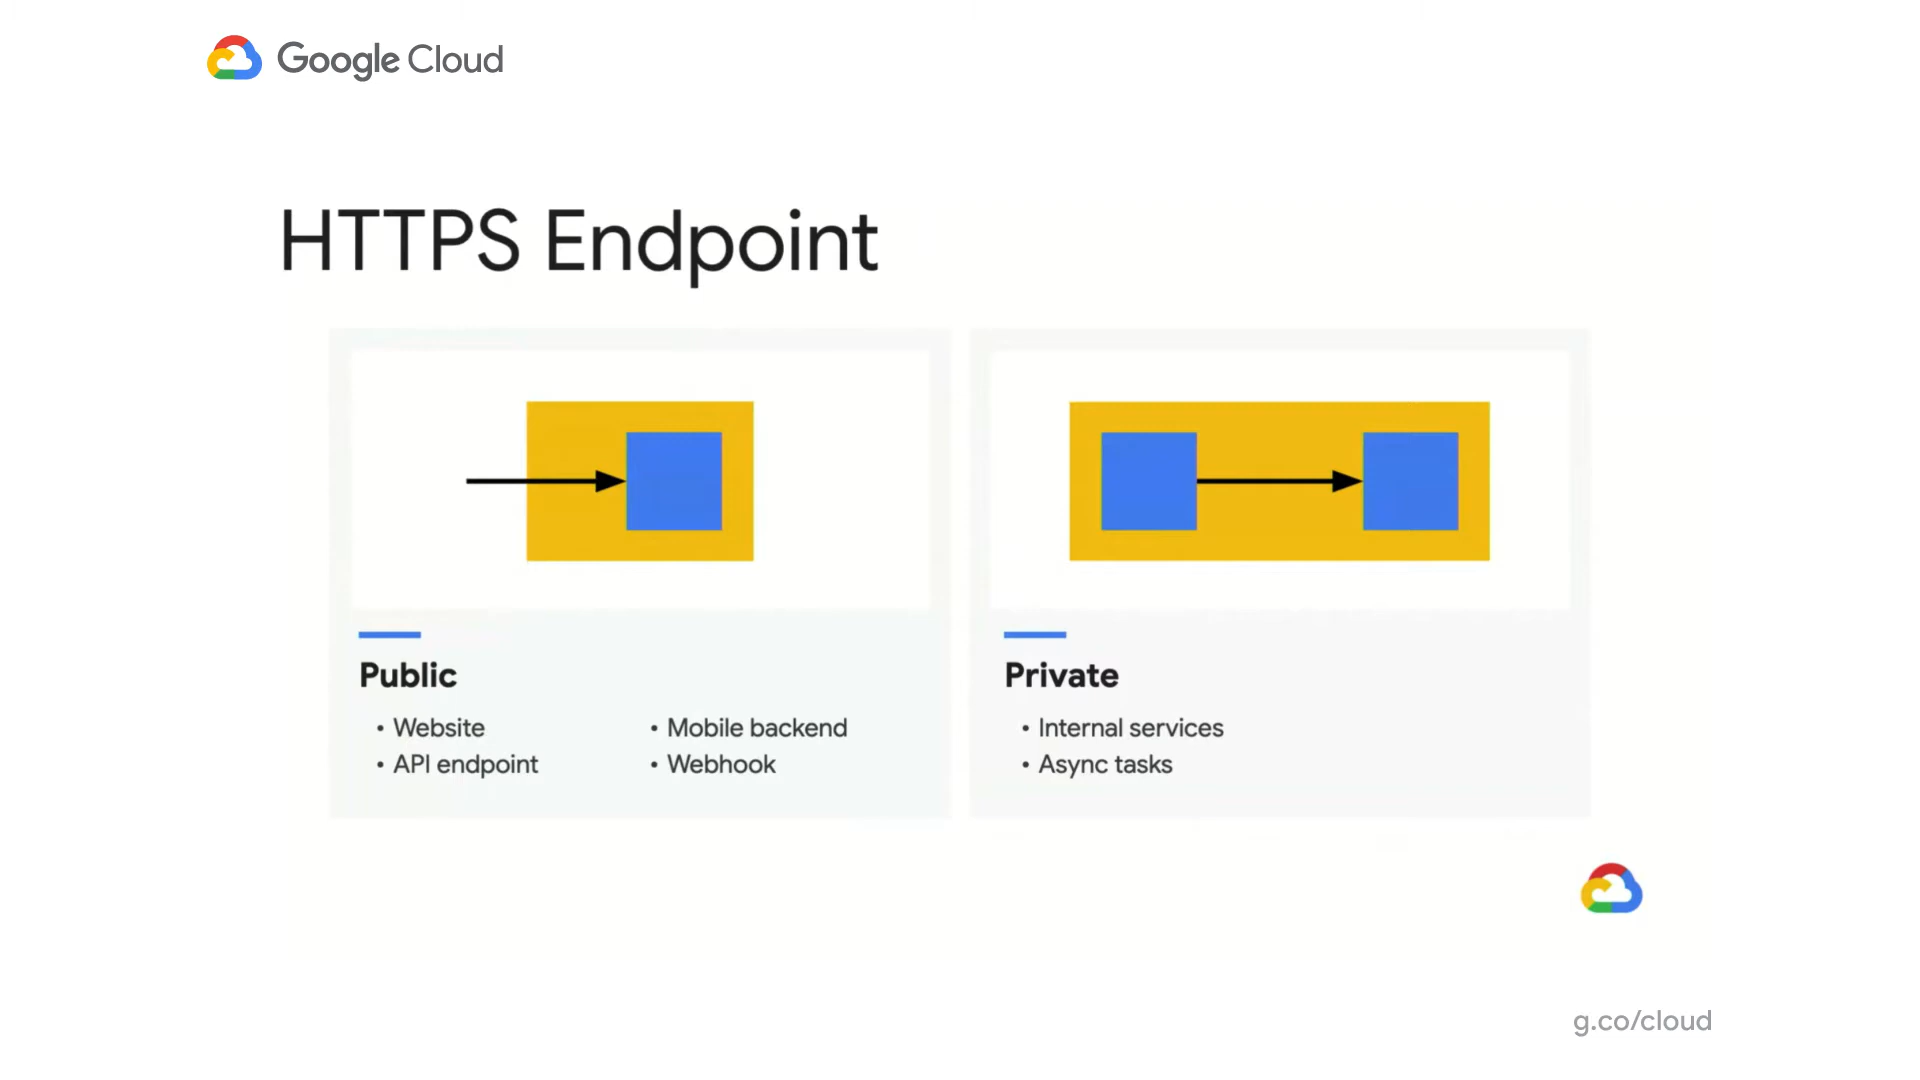 Google Cloud
HTTPS Endpoint
Public
• Website
• API endpoint
• Mobile backend
• Webhook
Private
• Internal services
• Async tasks
g.co/cloud